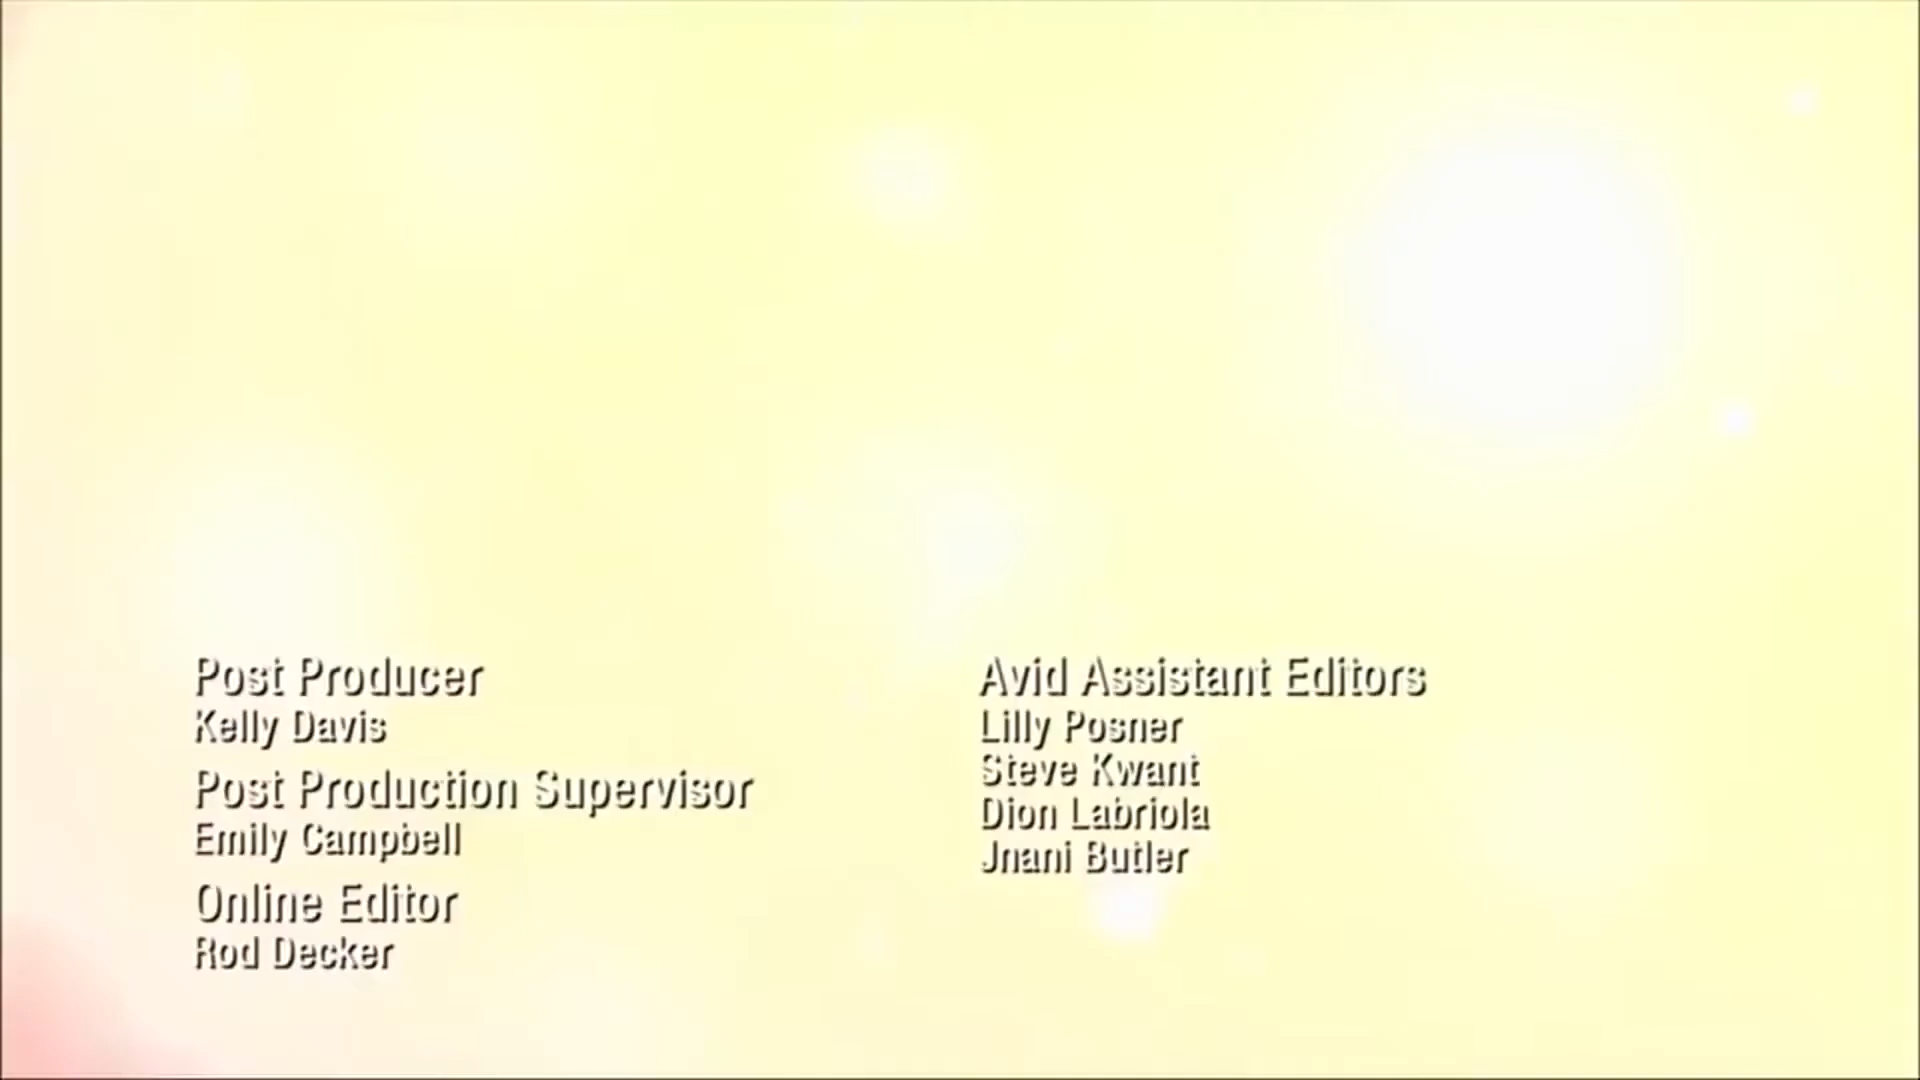 Post Producer
Kelly Davis
Post Production Supervisor
Emily Campbell
Online Editor
Rod Decker
Avid Assistant Editors
Lilly Posner
Steve Kwant
Dion Labriola
Jnani Butler